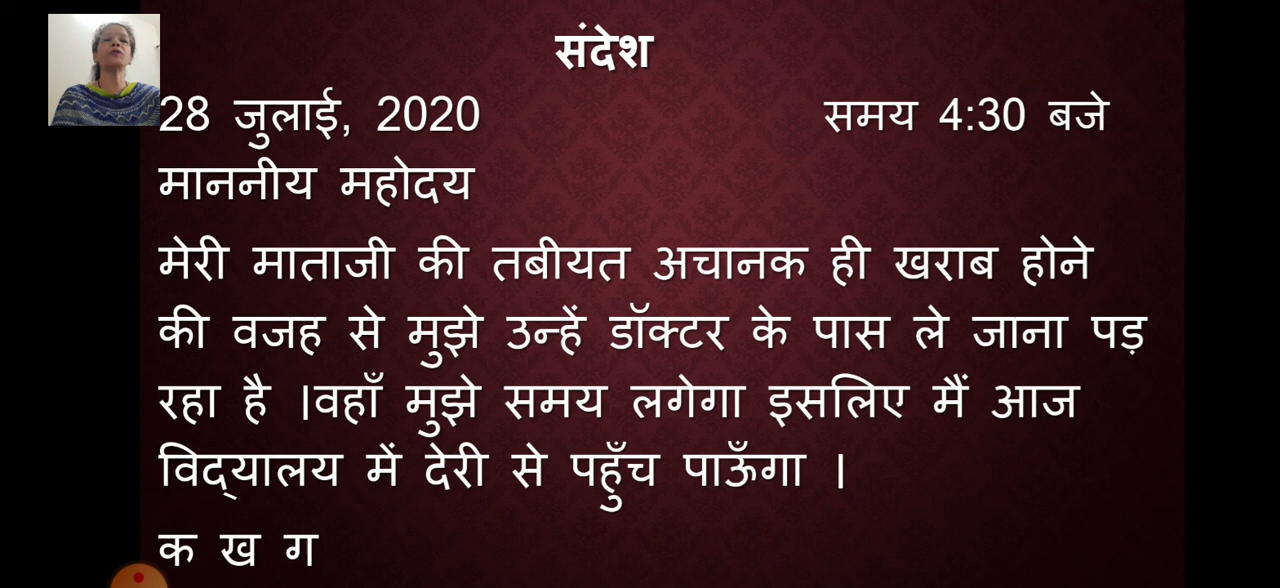 संदेश
28 जुलाई, 2020 समय 4:30 बजे
माननीय महोदय
मेरी माताजी की तबीयत अचानक ही खराब होने
की वजह से मुझे उन्हें डॉक्टर के पास ले जाना पड़
रहा है ।वहाँ मुझे समय लगेगा इसलिए मैं आज
विद्‌यालय में देरी से पहुँच पाऊँगा ।
क ख ग